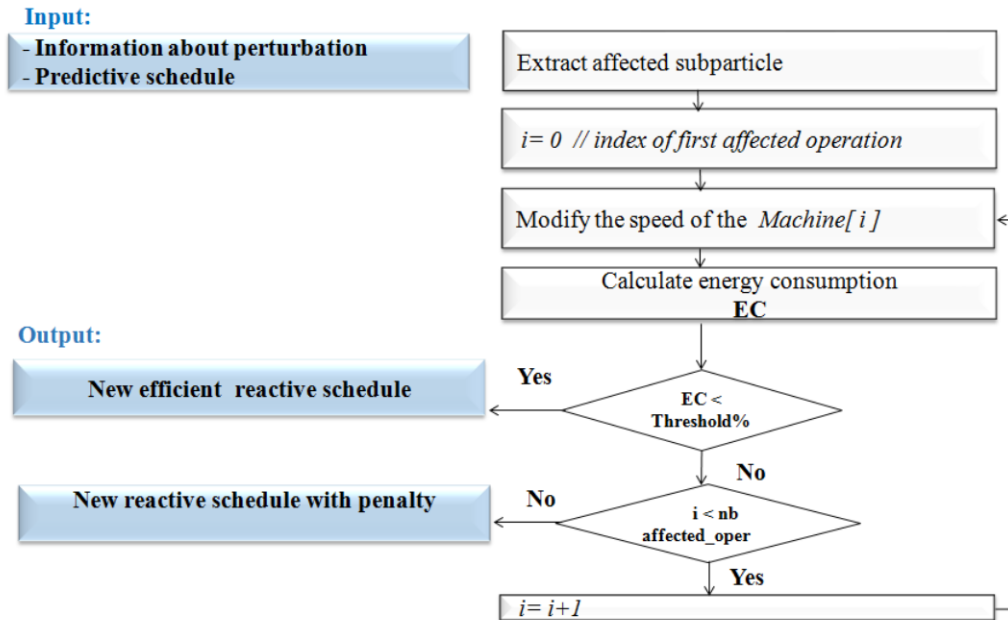 Input:
- Information about perturbation
- Predictive schedule
Extract affected subparticle
i= 0 // index of first affected operation
Modify the speed of the Machine[ i ]
Calculate energy consumption
EC
Output:
Yes
New efficient reactive schedule
EC <
Threshold%
No
No
New reactive schedule with penalty
i < nb
affected_oper
Yes
i= i+1